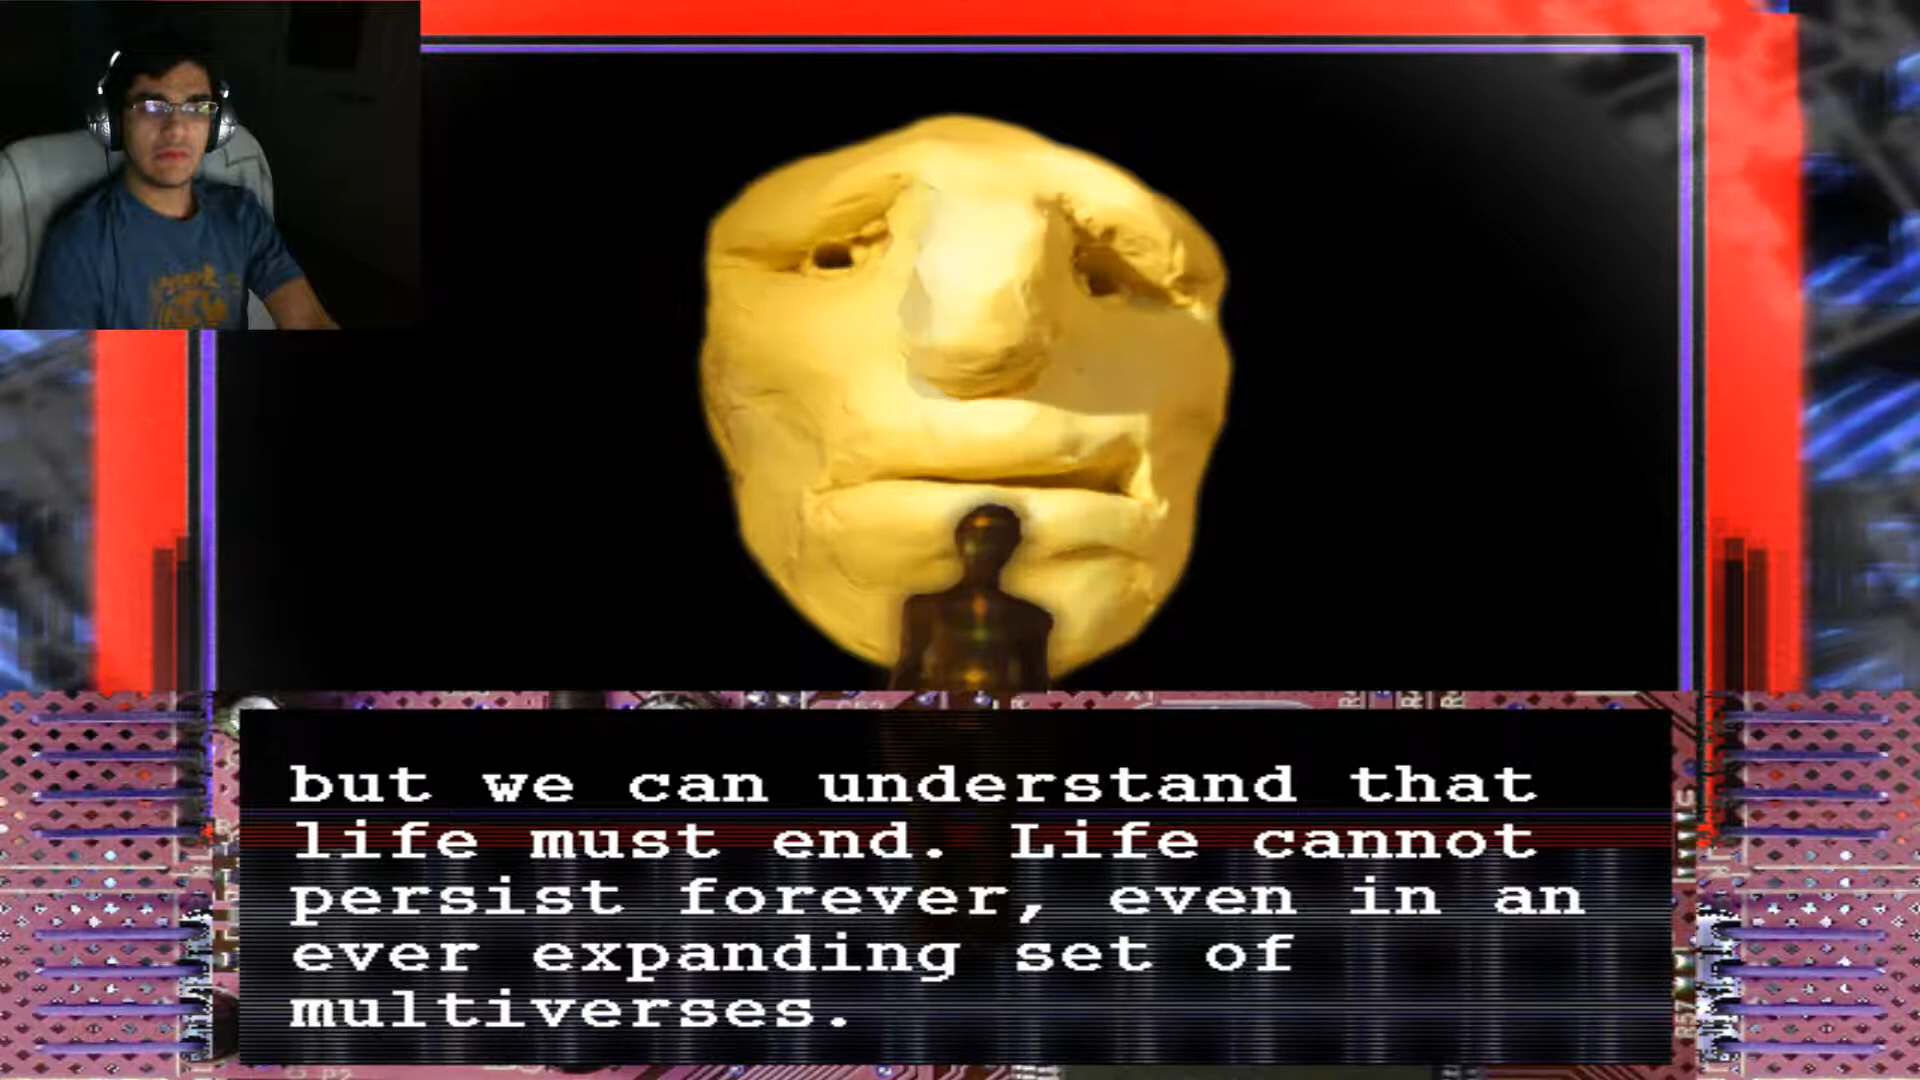 but we can understand that
life must end. Life cannot
persist forever, even in an
ever expanding set of
multiverses.